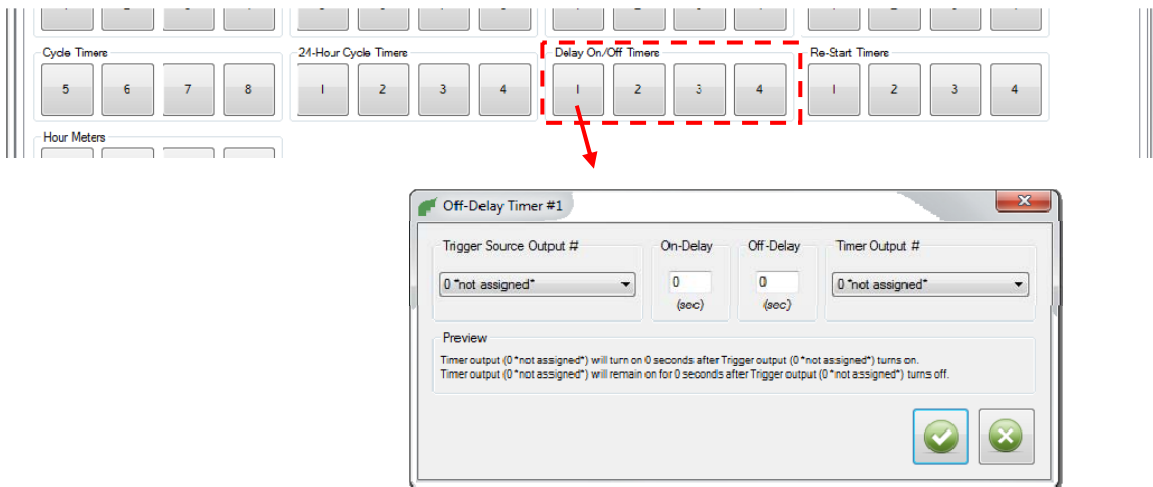 Cycle Timers 24-Hour Cycle Timers Delay On/Off Timers Re-Start Timers
5 6 7 8 1 2 3 4 1 2 3 4 1 2 3 4
Hour Meters
Off-Delay Timer #1
Trigger Source Output # On-Delay Off-Delay Timer Output #
0 *not assigned* 0 0 0 *not assigned*
(sec) (sec)
Preview
Timer output (0 *not assigned*) will turn on 0 seconds after Trigger output (0 *not assigned*) turns on.
Timer output (0 *not assigned*) will remain on for 0 seconds after Trigger output (0 *not assigned*) turns off.